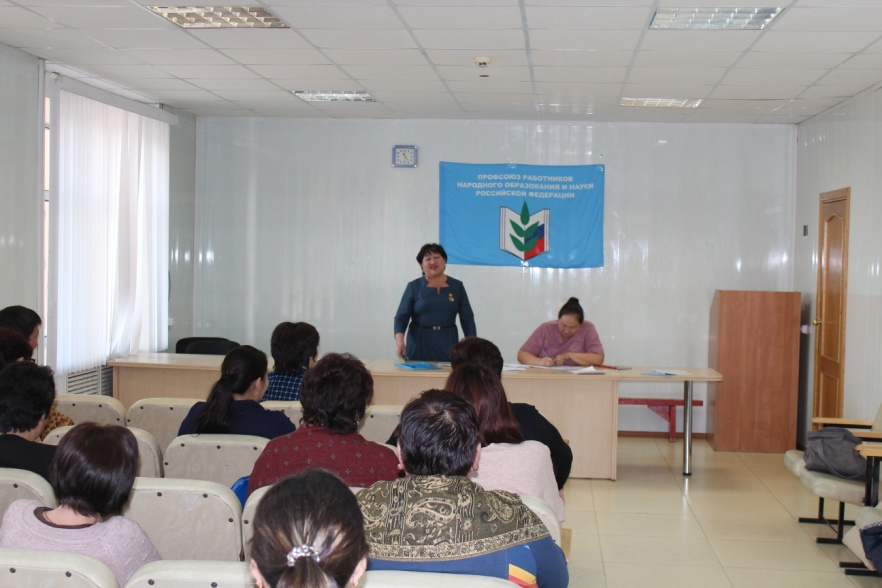 ПРОФСОЮЗ РАБОТНИКОВ
НАРОДНОГО ОБРАЗОВАНИЯ И НАУКИ
РОССИЙСКОЙ ФЕДЕРАЦИИ